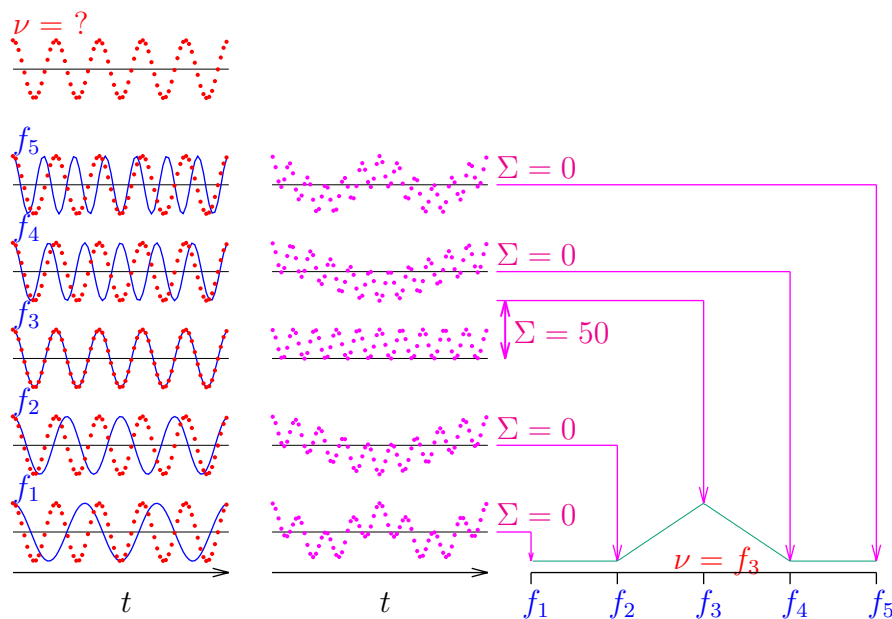 ν = ?
f₅
Σ = 0
f₄
Σ = 0
f₃
Σ = 50
f₂
Σ = 0
f₁
Σ = 0
ν = f₃
t t f₁ f₂ f₃ f₄ f₅